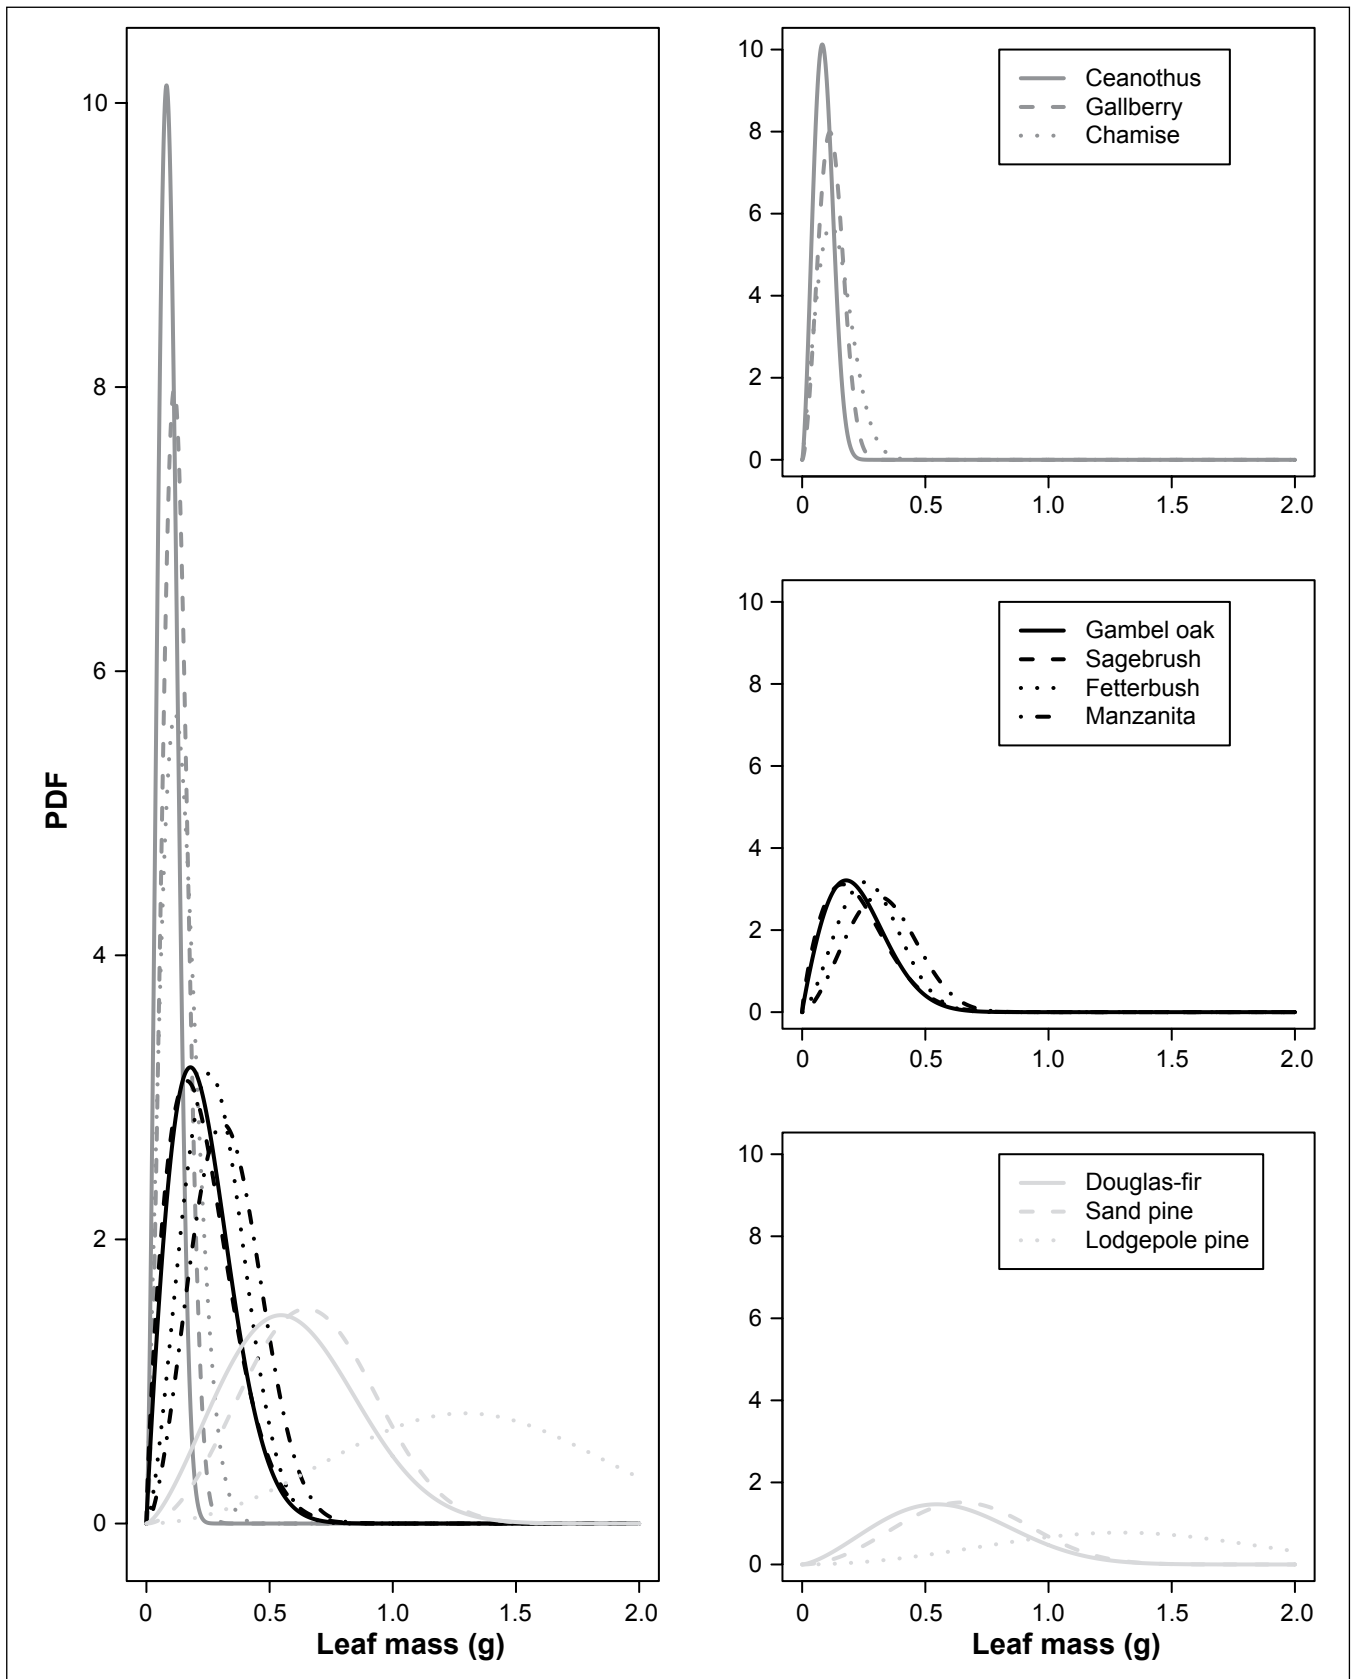 PDF
10
8
6
4
2
0
0 0.5 1.0 1.5 2.0
Leaf mass (g)
10
8
6
4
2
0
Ceanothus
Gallberry
Chamise
0 0.5 1.0 1.5 2.0
10
8
6
4
2
0
Gambel oak
Sagebrush
Fetterbush
Manzanita
0 0.5 1.0 1.5 2.0
10
8
6
4
2
0
Douglas-fir
Sand pine
Lodgepole pine
0 0.5 1.0 1.5 2.0
Leaf mass (g)